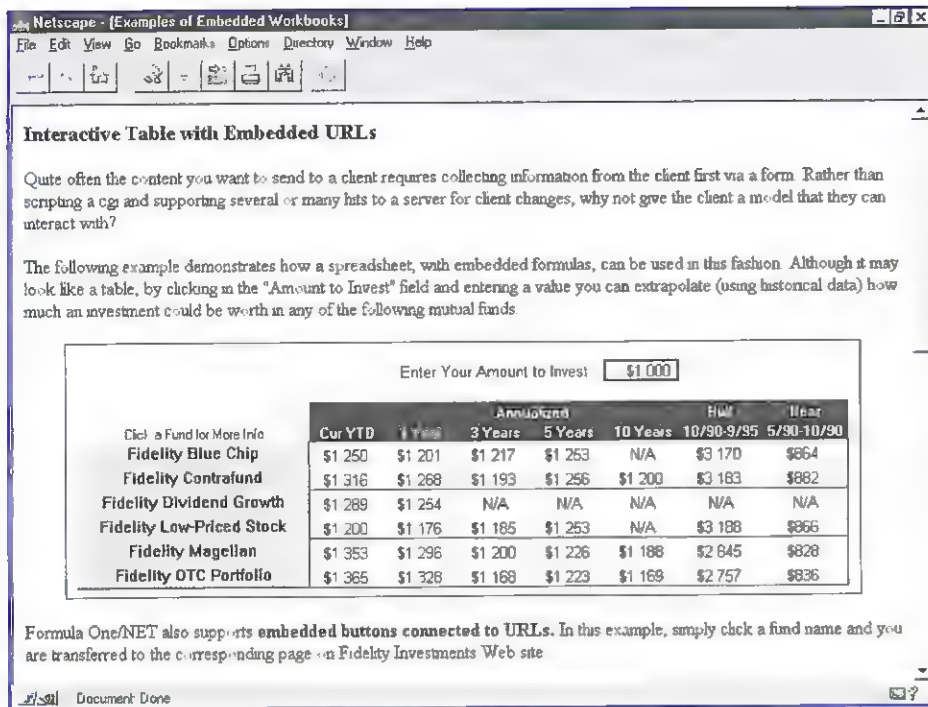 Netscape - [Examples of Embedded Workbooks]
File Edit View Go Bookmarks Options Directory Window Help
Interactive Table with Embedded URLs
Quite often the content you want to send to a client requires collecting information from the client first via a form. Rather than
scripting a cgi and supporting several or many hits to a server for client changes, why not give the client a model that they can
interact with?
The following example demonstrates how a spreadsheet, with embedded formulas, can be used in this fashion. Although it may
look like a table, by clicking in the "Amount to Invest" field and entering a value you can extrapolate (using historical data) how
much an investment could be worth in any of the following mutual funds.
Enter Your Amount to Invest $1 000
Annualized Bull Bear
Click a Fund for More Info Cur YTD 1 Year 3 Years 5 Years 10 Years 10/90-9/95 5/90-10/90
Fidelity Blue Chip $1 250 $1 201 $1 217 $1 253 N/A $3 170 $864
Fidelity Contrafund $1 316 $1 268 $1 193 $1 256 $1 200 $3 183 $882
Fidelity Dividend Growth $1 289 $1 254 N/A N/A N/A N/A N/A
Fidelity Low-Priced Stock $1 200 $1 176 $1 185 $1 253 N/A $3 188 $866
Fidelity Magellan $1 353 $1 296 $1 200 $1 226 $1 188 $2 845 $828
Fidelity OTC Portfolio $1 365 $1 328 $1 168 $1 223 $1 169 $2 757 $836
Formula One/NET also supports embedded buttons connected to URLs. In this example, simply click a fund name and you
are transferred to the corresponding page on Fidelity Investments Web site
Document Done